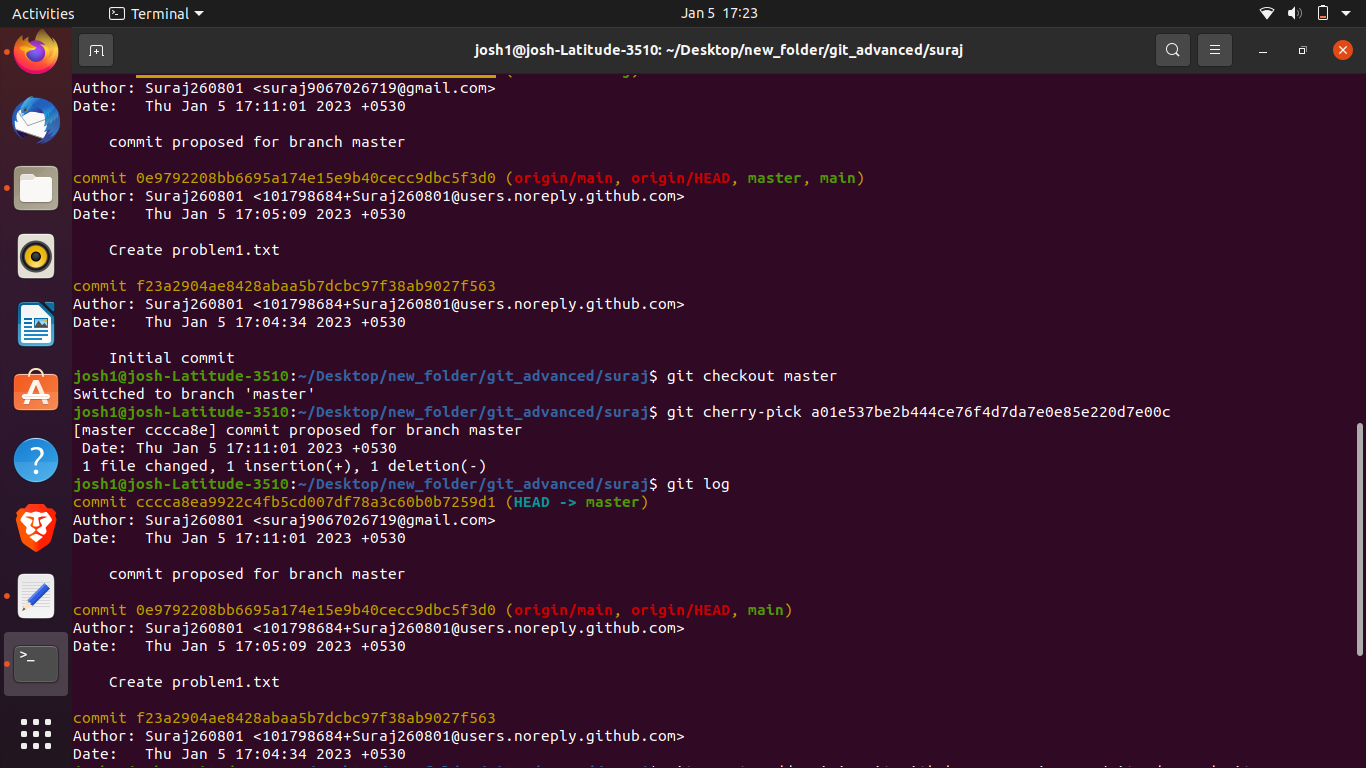 Activities Terminal Jan 5 17:23
josh1@josh-Latitude-3510: ~/Desktop/new_folder/git_advanced/suraj
Author: Suraj260801 <suraj9067026719@gmail.com>
Date:   Thu Jan 5 17:11:01 2023 +0530
commit proposed for branch master
commit 0e9792208bb6695a174e15e9b40cecc9dbc5f3d0 (origin/main, origin/HEAD, master, main)
Author: Suraj260801 <101798684+Suraj260801@users.noreply.github.com>
Date:   Thu Jan 5 17:05:09 2023 +0530
Create problem1.txt
commit f23a2904ae8428abaa5b7dcbc97f38ab9027f563
Author: Suraj260801 <101798684+Suraj260801@users.noreply.github.com>
Date:   Thu Jan 5 17:04:34 2023 +0530
Initial commit
josh1@josh-Latitude-3510:~/Desktop/new_folder/git_advanced/suraj$ git checkout master
Switched to branch 'master'
josh1@josh-Latitude-3510:~/Desktop/new_folder/git_advanced/suraj$ git cherry-pick a01e537be2b444ce76f4d7da7e0e85e220d7e00c
[master cccca8e] commit proposed for branch master
Date: Thu Jan 5 17:11:01 2023 +0530
1 file changed, 1 insertion(+), 1 deletion(-)
josh1@josh-Latitude-3510:~/Desktop/new_folder/git_advanced/suraj$ git log
commit cccca8ea9922c4fb5cd007df78a3c60b0b7259d1 (HEAD -> master)
Author: Suraj260801 <suraj9067026719@gmail.com>
Date:   Thu Jan 5 17:11:01 2023 +0530
commit proposed for branch master
commit 0e9792208bb6695a174e15e9b40cecc9dbc5f3d0 (origin/main, origin/HEAD, main)
Author: Suraj260801 <101798684+Suraj260801@users.noreply.github.com>
Date:   Thu Jan 5 17:05:09 2023 +0530
Create problem1.txt
commit f23a2904ae8428abaa5b7dcbc97f38ab9027f563
Author: Suraj260801 <101798684+Suraj260801@users.noreply.github.com>
Date:   Thu Jan 5 17:04:34 2023 +0530